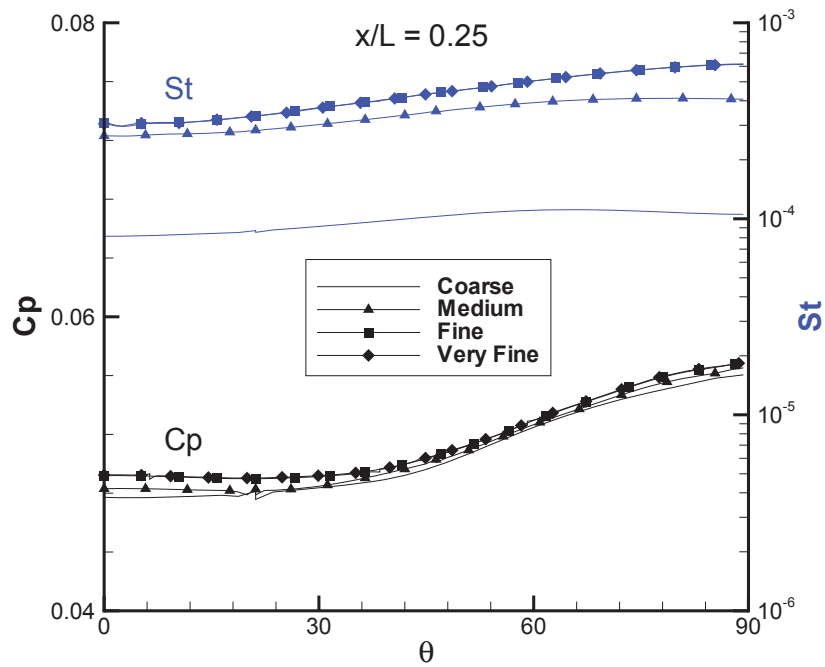 x/L = 0.25
0.08
10-3
St
10-4
Coarse
Medium
Fine
Very Fine
Cp
0.06
St
10-5
Cp
0.04
10-6
0
30
60
90
θ